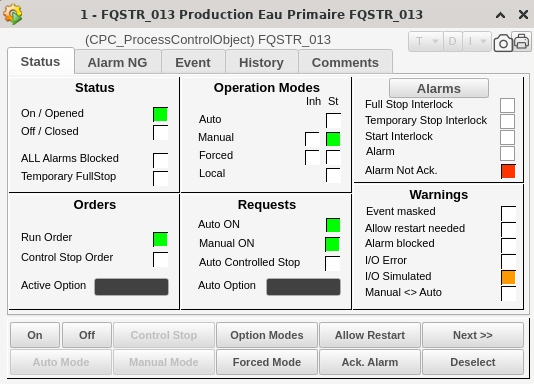 1 - FQSTR_013 Production Eau Primaire FQSTR_013
(CPC_ProcessControlObject) FQSTR_013
T D I
Status Alarm NG Event History Comments
Status
On / Opened
Off / Closed
ALL Alarms Blocked
Temporary FullStop
Operation Modes
Inh St
Auto
Manual
Forced
Local
Alarms
Full Stop Interlock
Temporary Stop Interlock
Start Interlock
Alarm
Alarm Not Ack.
Orders
Run Order
Control Stop Order
Active Option
Requests
Auto ON
Manual ON
Auto Controlled Stop
Auto Option
Warnings
Event masked
Allow restart needed
Alarm blocked
I/O Error
I/O Simulated
Manual <> Auto
On Off Control Stop Option Modes Allow Restart Next >>
Auto Mode Manual Mode Forced Mode Ack. Alarm Deselect